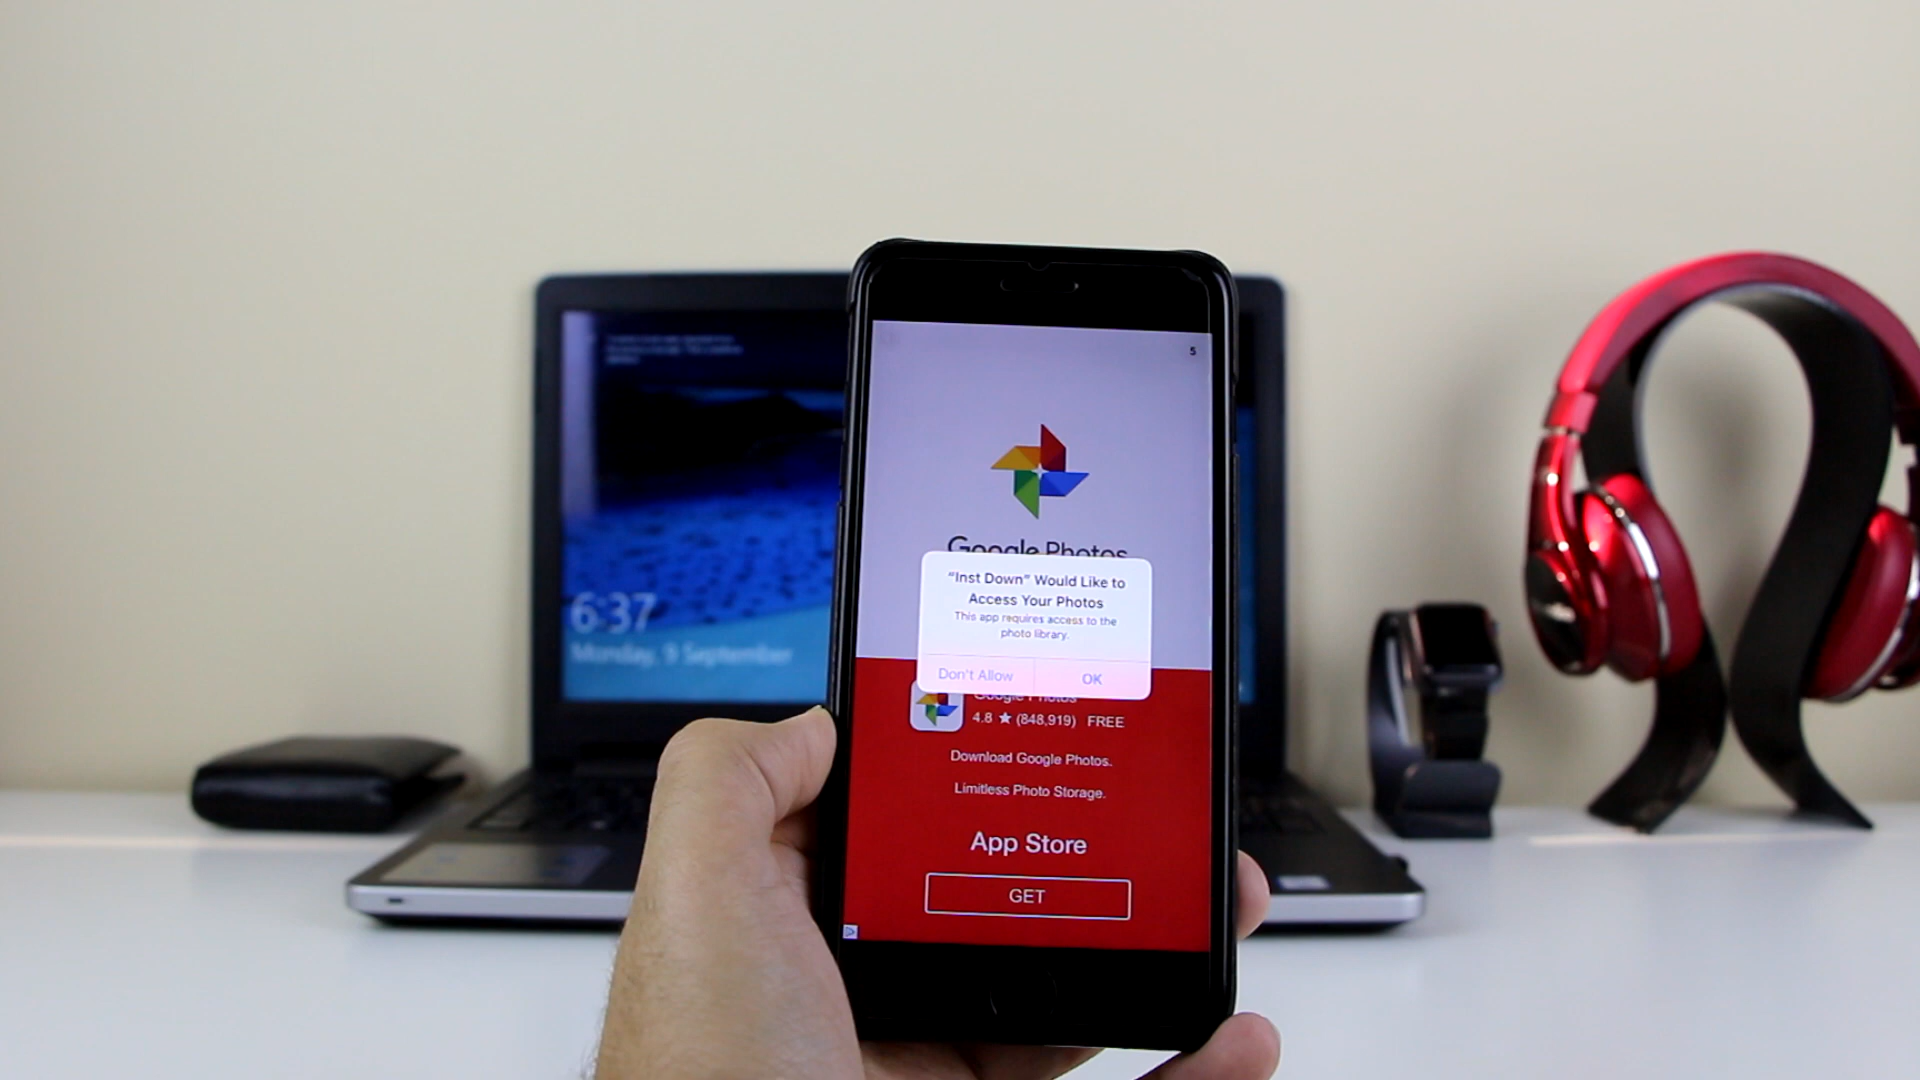 5
Google Photos
"Inst Down" Would Like to
Access Your Photos
This app requires access to the
photo library.
Don't Allow
OK
Google Photos
4.8 ★ (848,919) FREE
Download Google Photos.
Limitless Photo Storage.
App Store
GET
6:37
Monday, 9 September